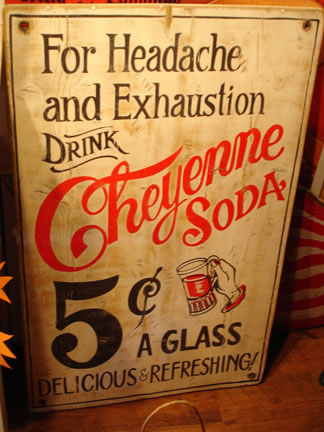 For Headache
and Exhaustion
DRINK
Cheyenne
SODA
5¢
A GLASS
DELICIOUS & REFRESHING!